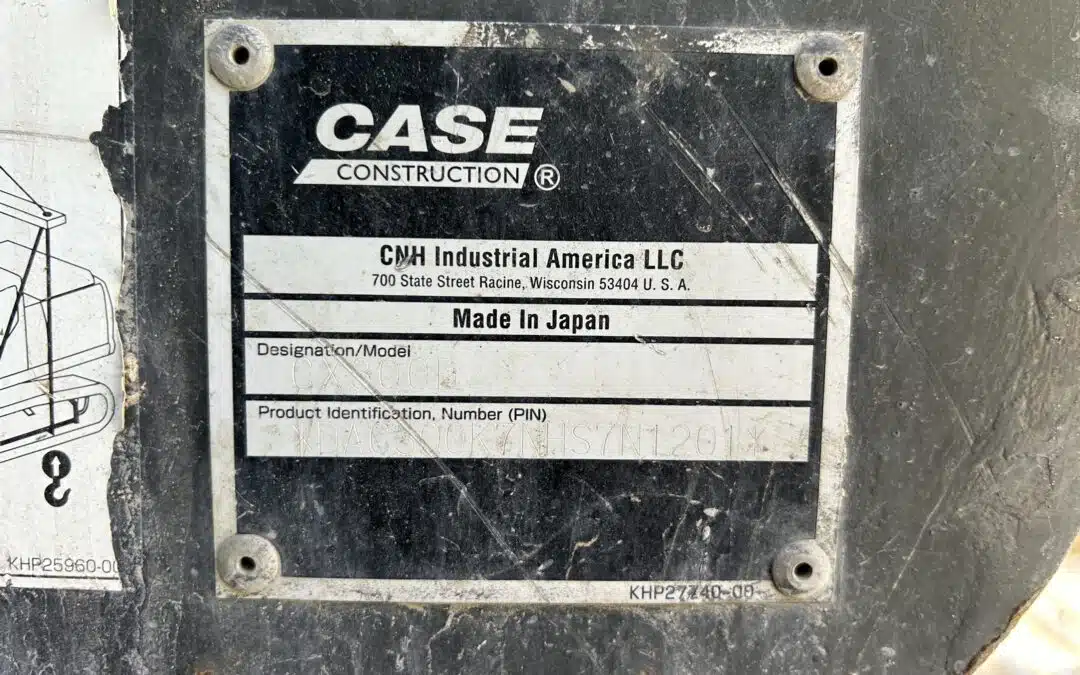 CASE
CONSTRUCTION ®
CNH Industrial America LLC
700 State Street Racine, Wisconsin 53404 U. S. A.
Made In Japan
Designation/Model
Product Identification, Number (PIN)
KHP25960-00
KHP27740-00